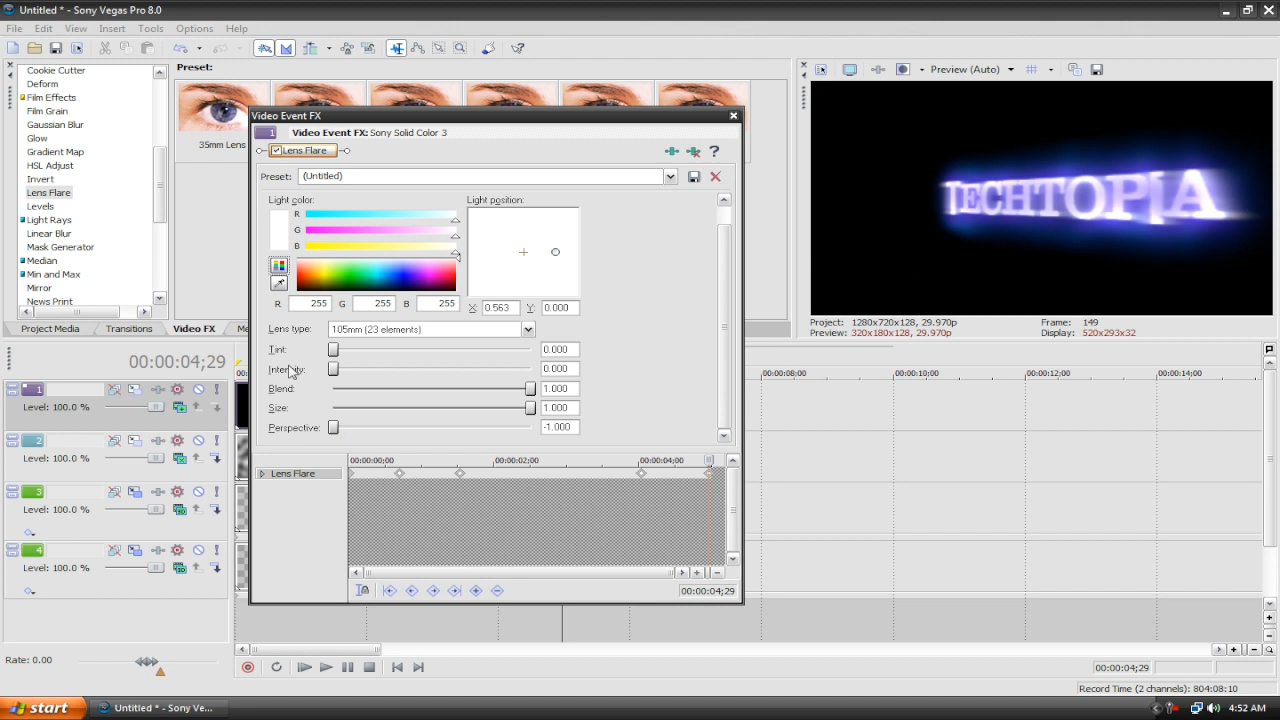 Untitled * - Sony Vegas Pro 8.0
File Edit View Insert Tools Options Help
Cookie Cutter
Deform
Film Effects
Film Grain
Gaussian Blur
Glow
Gradient Map
HSL Adjust
Invert
Lens Flare
Levels
Light Rays
Linear Blur
Mask Generator
Median
Min and Max
Mirror
News Print
Project Media Transitions Video FX
Preset:
35mm Lens
Video Event FX
1 Video Event FX: Sony Solid Color 3
Lens Flare
Preset: (Untitled)
Light color:
R
G
B
R 255 G 255 B 255
Light position:
X: 0.563 Y: 0.000
Lens type: 105mm (23 elements)
Tint: 0.000
Intensity: 0.000
Blend: 1.000
Size: 1.000
Perspective: -1.000
00:00:00;00 00:00:02;00 00:00:04;00
Lens Flare
00:00:04;29
Preview (Auto)
TECHTOPIA
Project: 1280x720x128, 29.970p Frame: 149
Preview: 320x180x128, 29.970p Display: 520x293x32
00:00:04;29
1
Level: 100.0 %
2
Level: 100.0 %
3
Level: 100.0 %
4
Level: 100.0 %
00:00:08;00 00:00:10;00 00:00:12;00 00:00:14;00
Rate: 0.00
00:00:04;29
Record Time (2 channels): 804:08:10
start Untitled * - Sony Ve... 4:52 AM